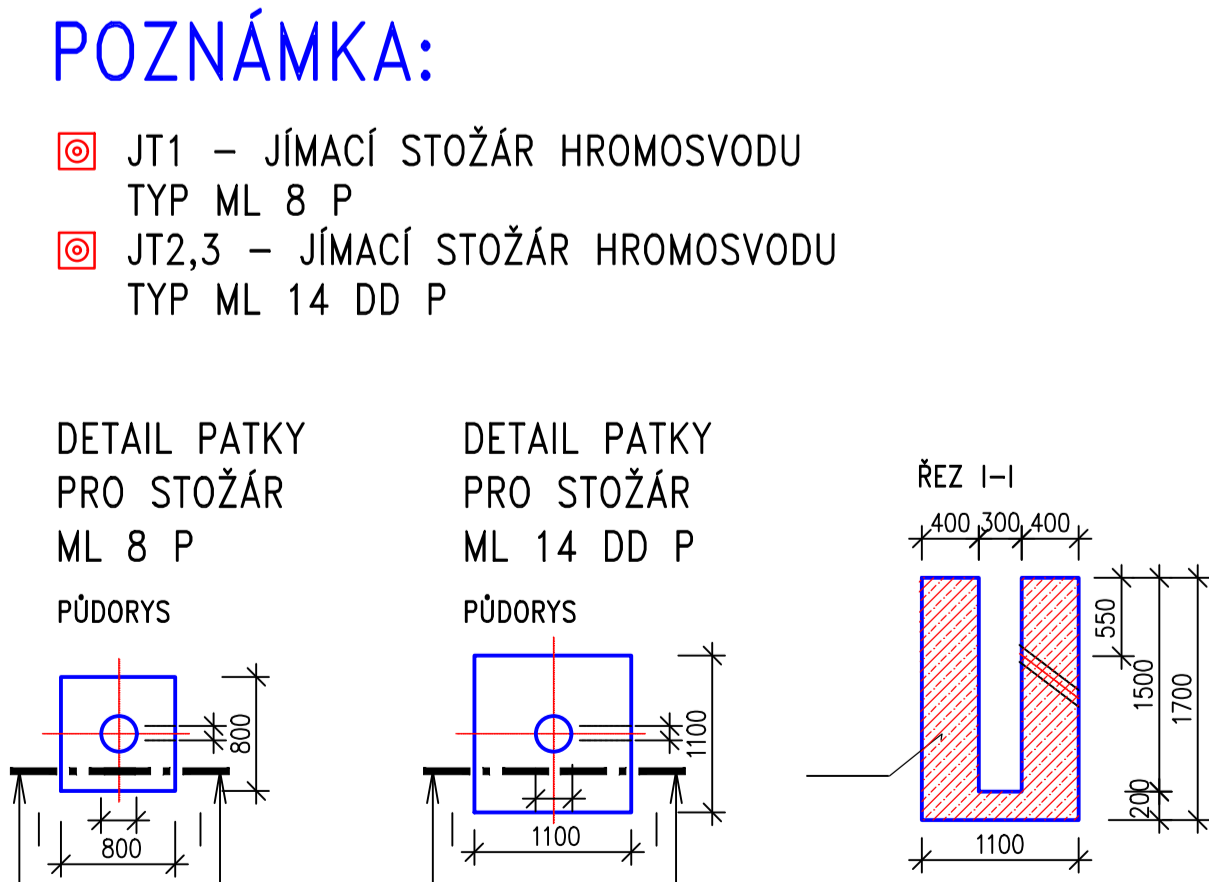 POZNÁMKA:
JT1 – JÍMACÍ STOŽÁR HROMOSVODU
TYP ML 8 P
JT2,3 – JÍMACÍ STOŽÁR HROMOSVODU
TYP ML 14 DD P
DETAIL PATKY
PRO STOŽÁR
ML 8 P
PŮDORYS
800
800
I
I
DETAIL PATKY
PRO STOŽÁR
ML 14 DD P
PŮDORYS
1100
1100
I
I
ŘEZ I–I
400 300 400
550
1500
1700
200
1100